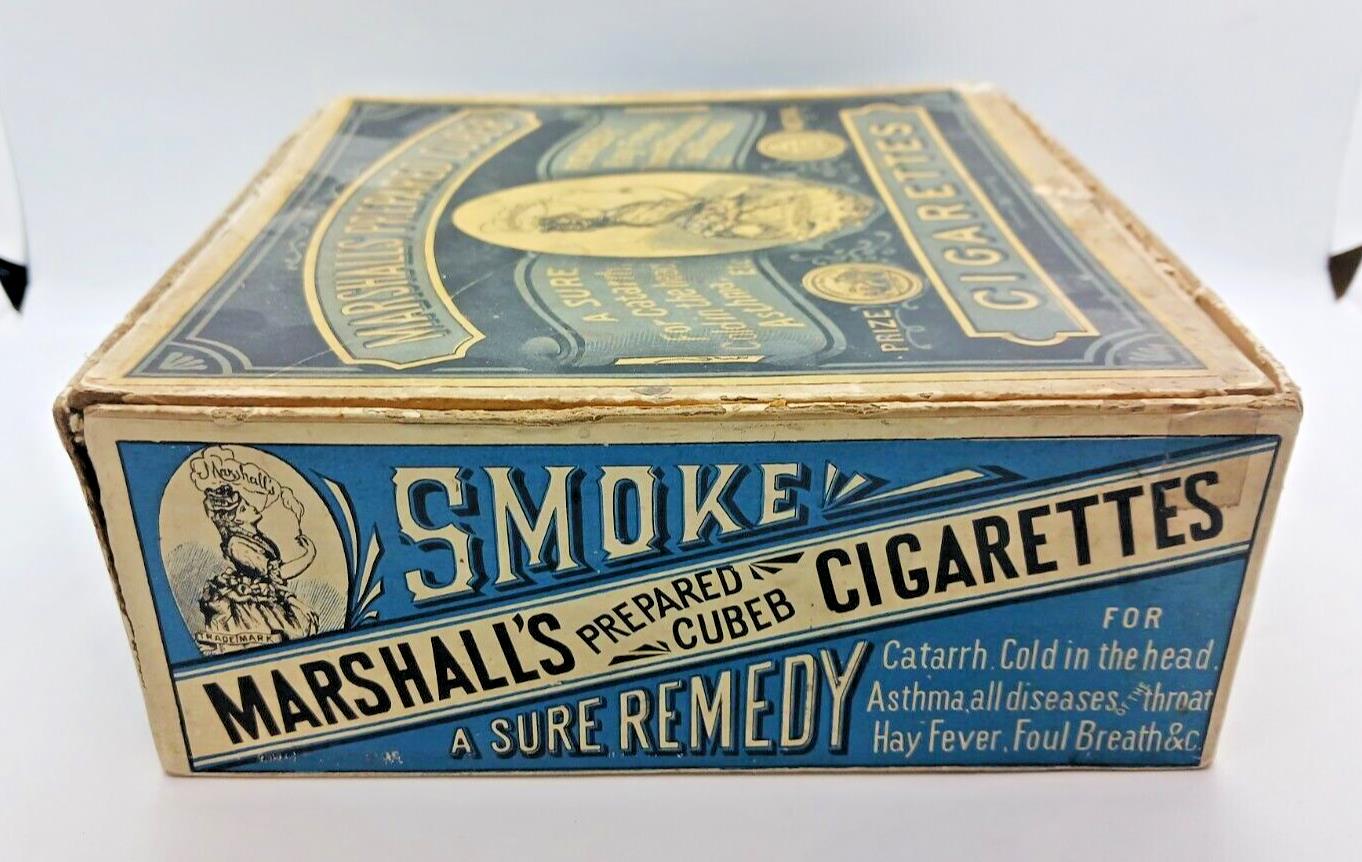 MARSHALL'S PREPARED CUBEB
CIGARETTES
A SURE
For Catarrh
Cold in the head
Asthma Etc
PRIZE
Marshall's
TRADE MARK
SMOKE
MARSHALL'S PREPARED CUBEB CIGARETTES
A SURE REMEDY
FOR
Catarrh. Cold in the head.
Asthma, all diseases OF THE throat
Hay Fever. Foul Breath &c.